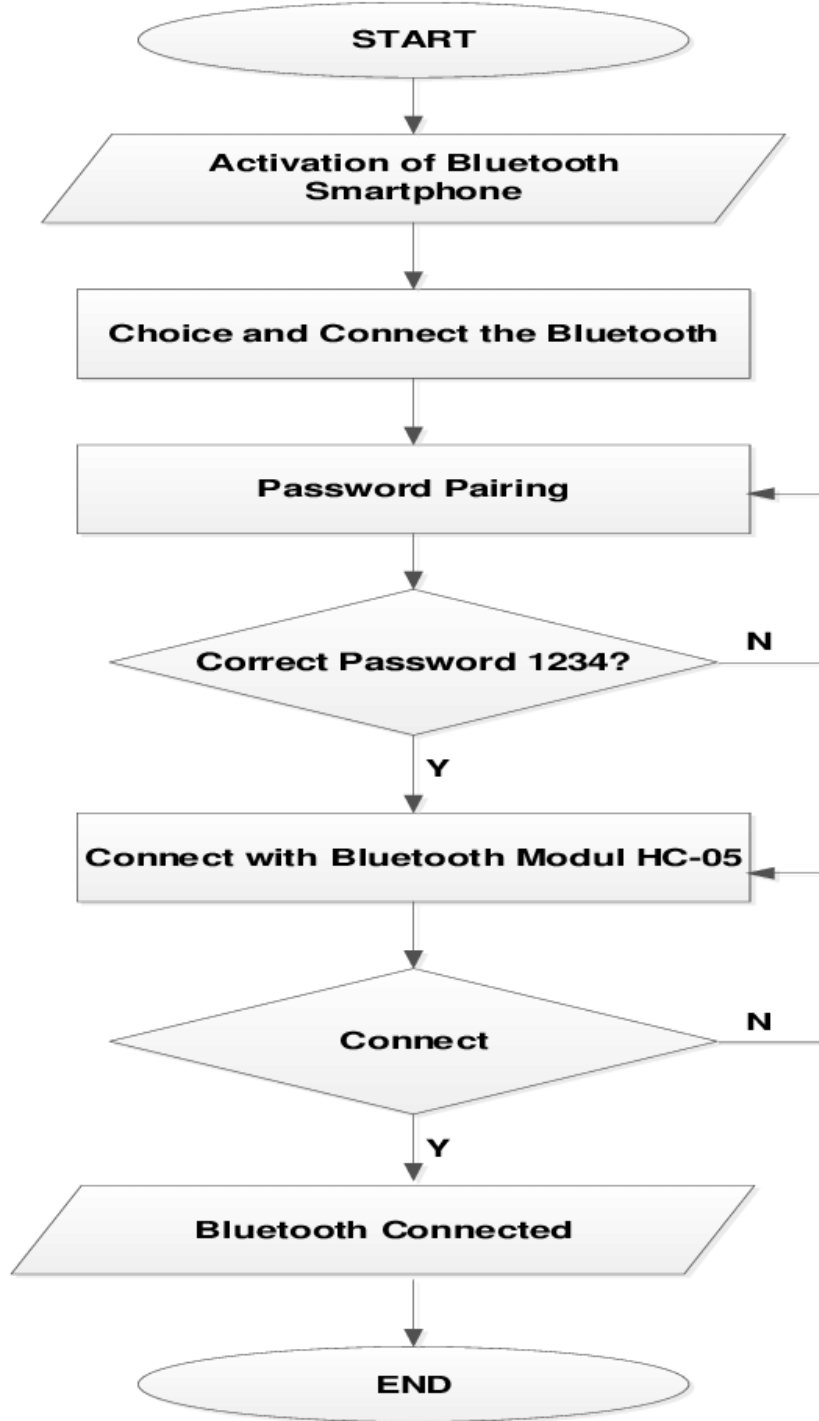 START
Activation of Bluetooth
Smartphone
Choice and Connect the Bluetooth
Password Pairing
Correct Password 1234?
N
Y
Connect with Bluetooth Modul HC-05
Connect
N
Y
Bluetooth Connected
END